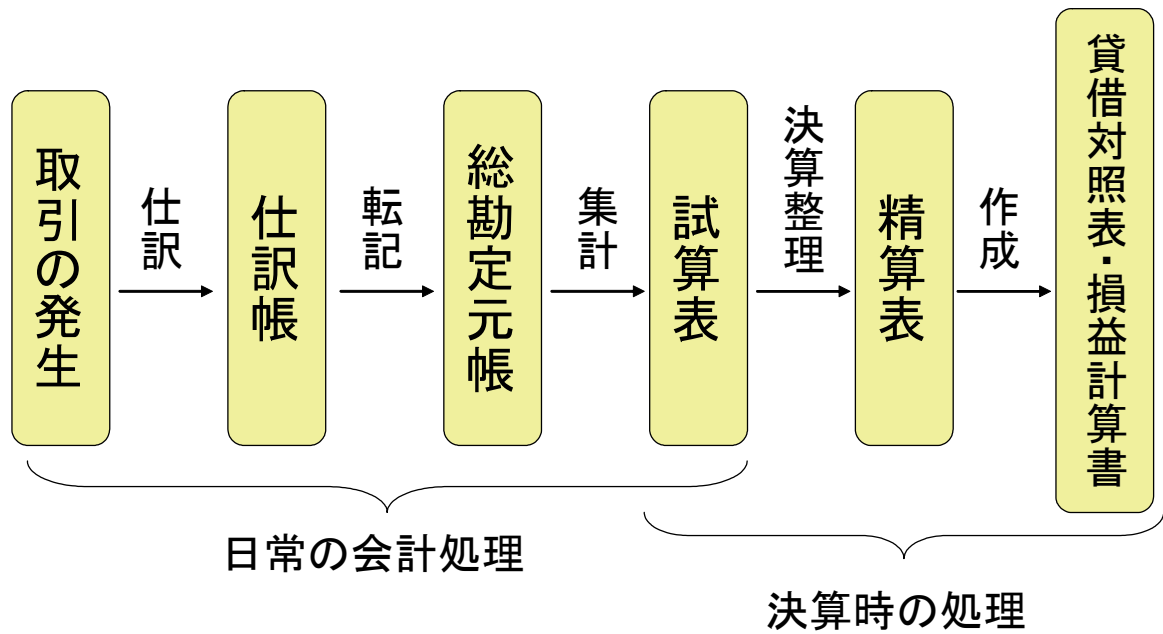 取引の発生
仕訳
仕訳帳
転記
総勘定元帳
集計
試算表
決算整理
精算表
作成
貸借対照表・損益計算書
日常の会計処理
決算時の処理